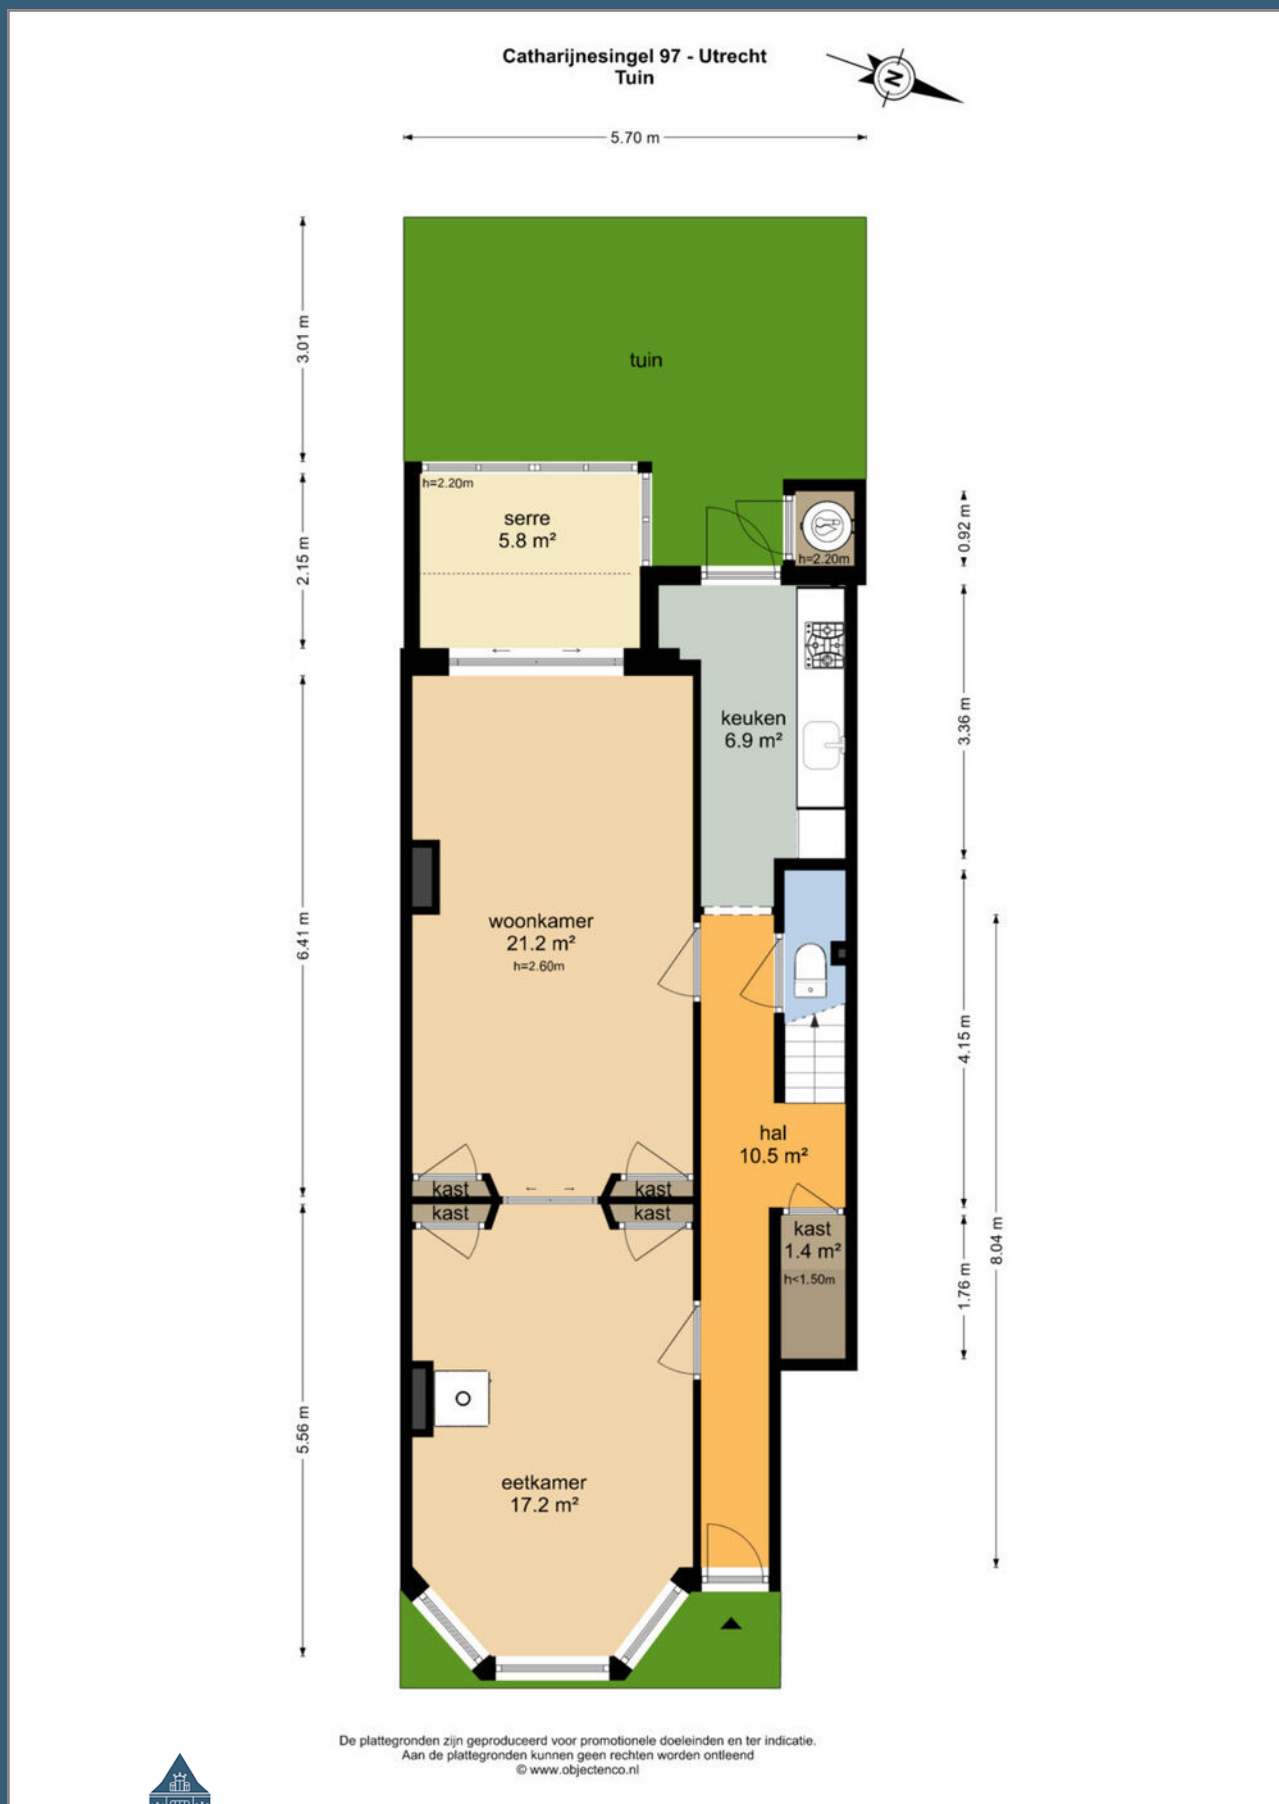 Catharijnesingel 97 - Utrecht
Tuin
N
5.70 m
3.01 m
tuin
h=2.20m
serre
5.8 m²
2.15 m
0.92 m
h=2.20m
keuken
6.9 m²
3.36 m
woonkamer
21.2 m²
h=2.60m
6.41 m
4.15 m
hal
10.5 m²
kast
kast
kast
kast
kast
1.4 m²
h<1.50m
8.04 m
1.76 m
5.56 m
eetkamer
17.2 m²
De plattegronden zijn geproduceerd voor promotionele doeleinden en ter indicatie.
Aan de plattegronden kunnen geen rechten worden ontleend
© www.objectenco.nl